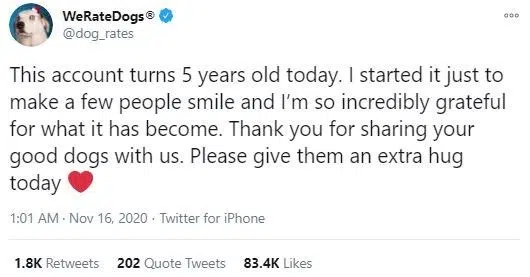 WeRateDogs®
@dog_rates
This account turns 5 years old today. I started it just to
make a few people smile and I'm so incredibly grateful
for what it has become. Thank you for sharing your
good dogs with us. Please give them an extra hug
today ❤️
1:01 AM · Nov 16, 2020 · Twitter for iPhone
1.8K Retweets 202 Quote Tweets 83.4K Likes